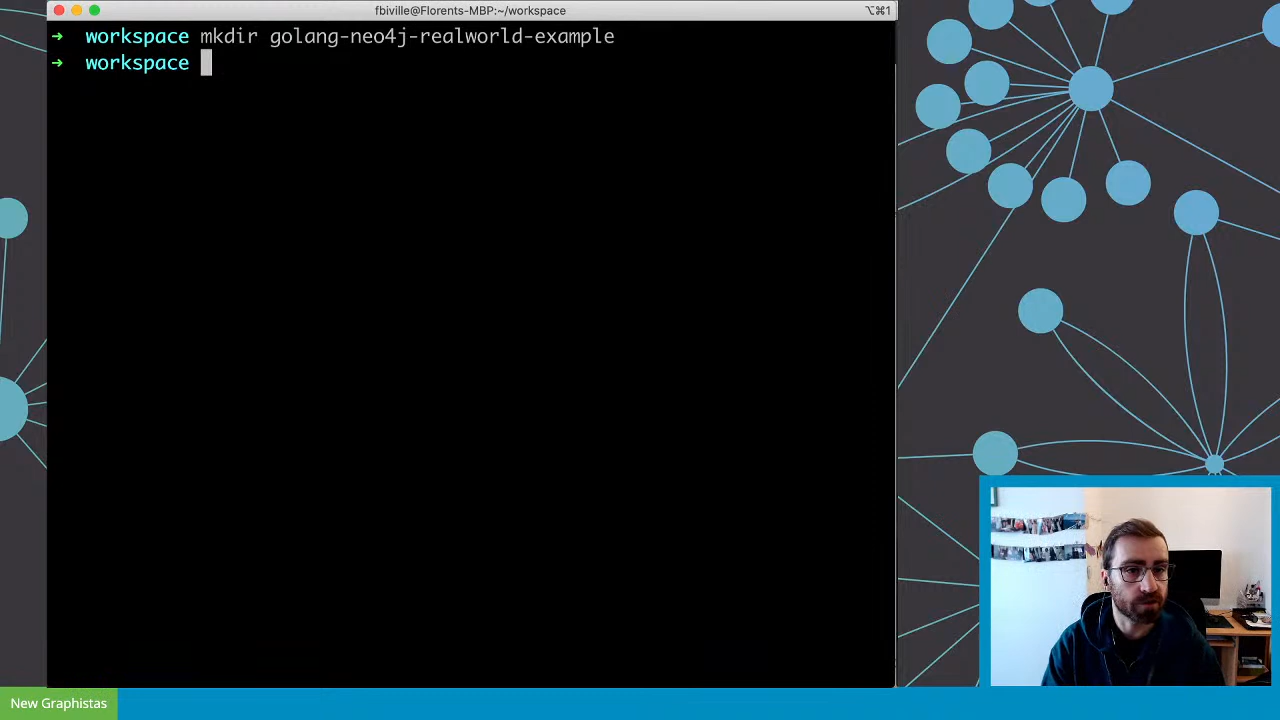 fbiville@Florents-MBP:~/workspace
⌥⌘1
➜ workspace mkdir golang-neo4j-realworld-example
➜ workspace
New Graphistas